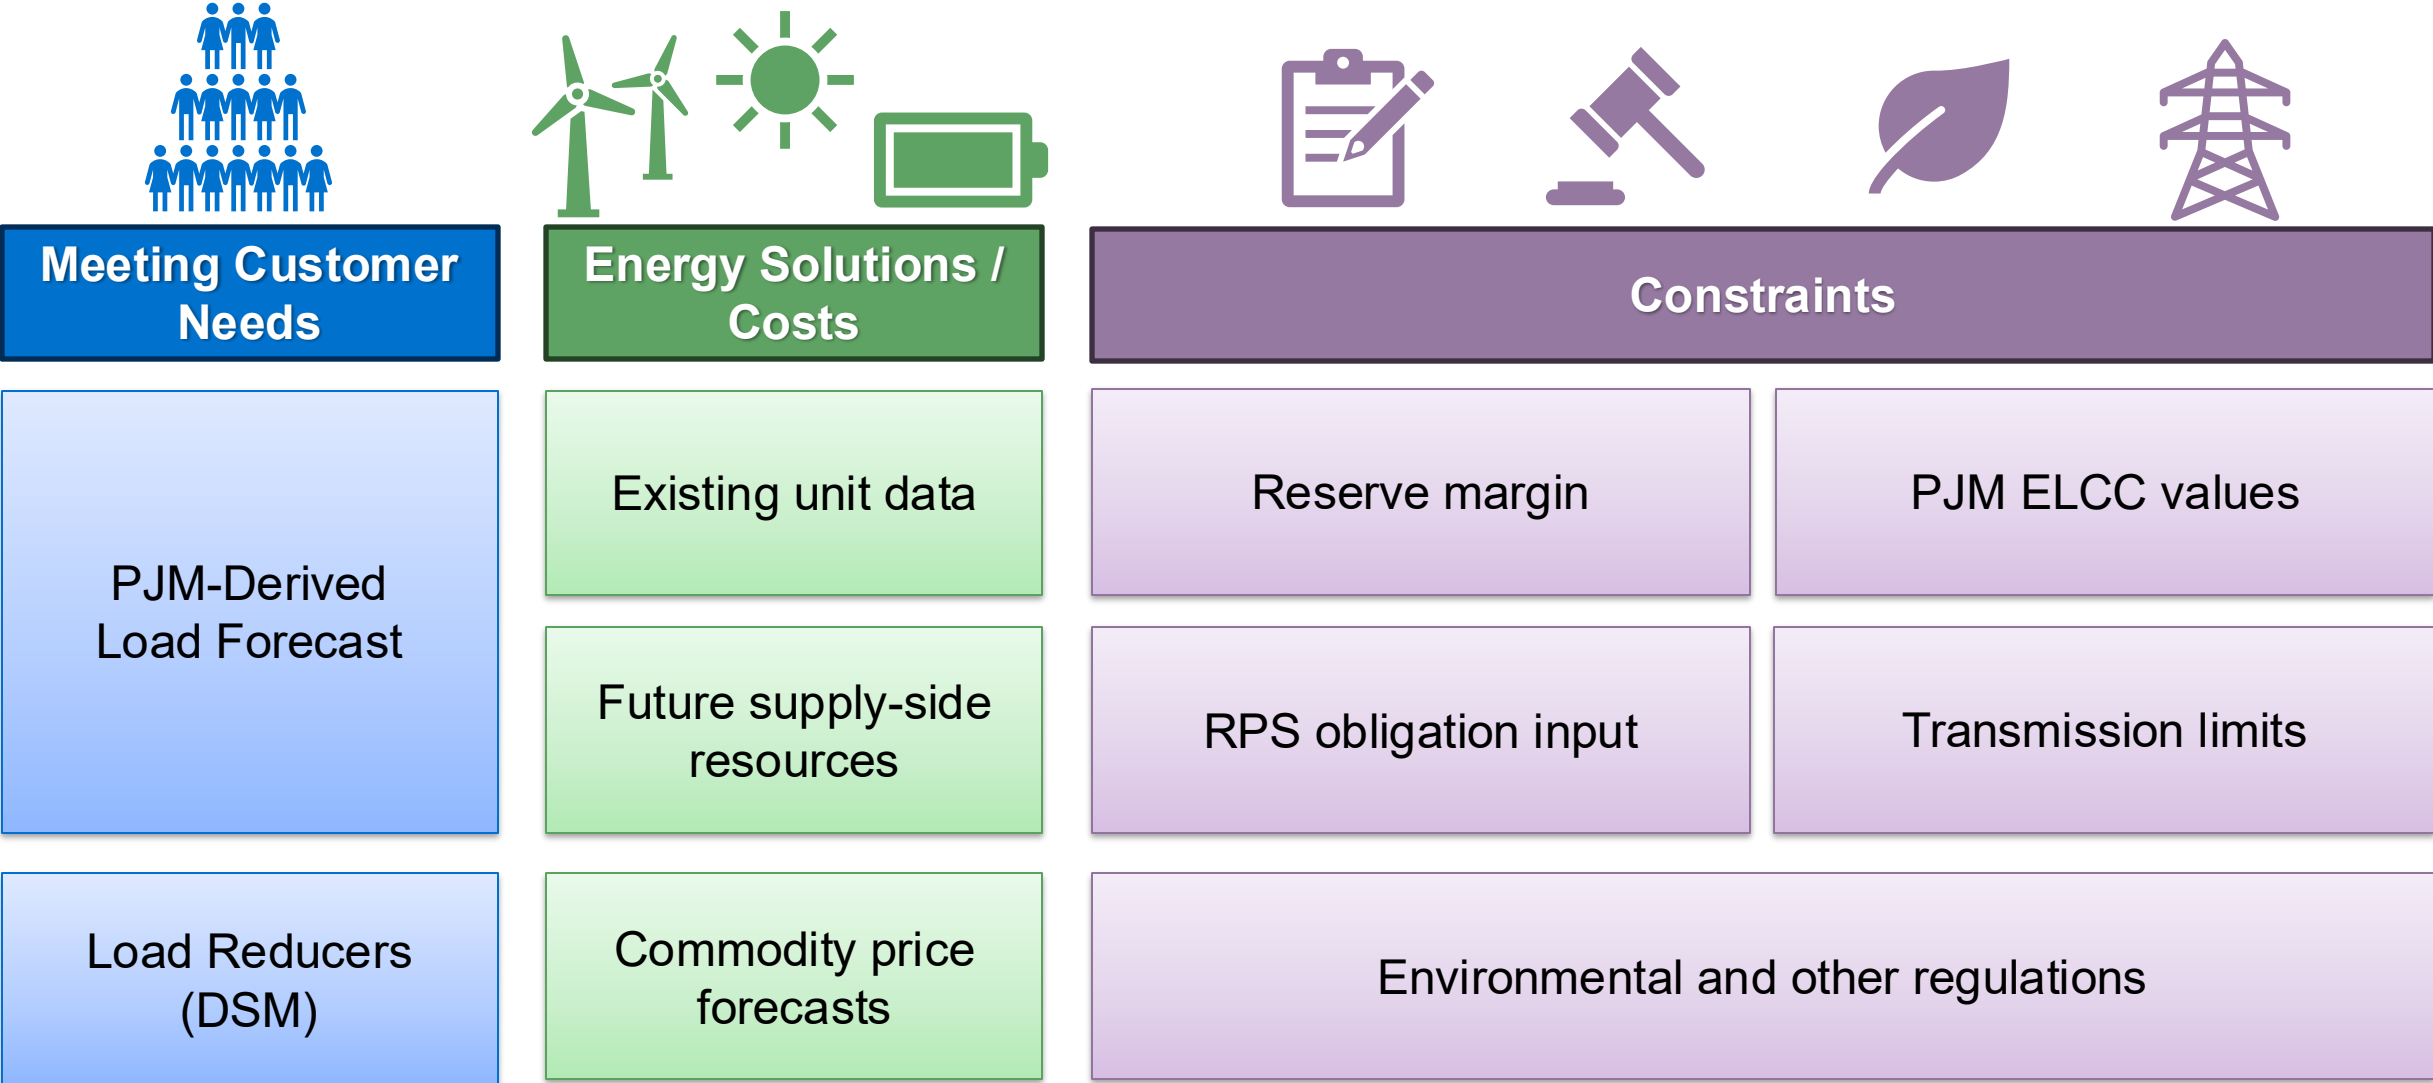 Meeting Customer
Needs
Energy Solutions /
Costs
Constraints
PJM-Derived
Load Forecast
Load Reducers
(DSM)
Existing unit data
Future supply-side
resources
Commodity price
forecasts
Reserve margin
PJM ELCC values
RPS obligation input
Transmission limits
Environmental and other regulations